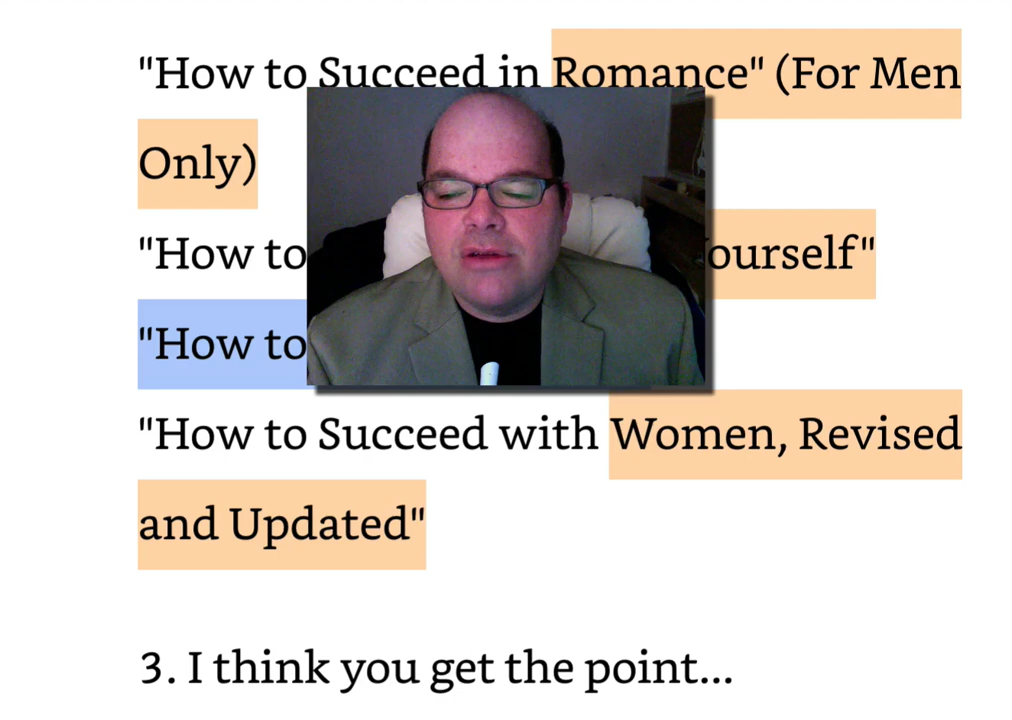 "How to Succeed in Romance" (For Men
Only)
"How to ourself"
"How to
"How to Succeed with Women, Revised
and Updated"
3. I think you get the point...